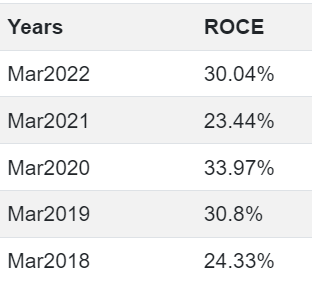 Years ROCE
Mar2022 30.04%
Mar2021 23.44%
Mar2020 33.97%
Mar2019 30.8%
Mar2018 24.33%